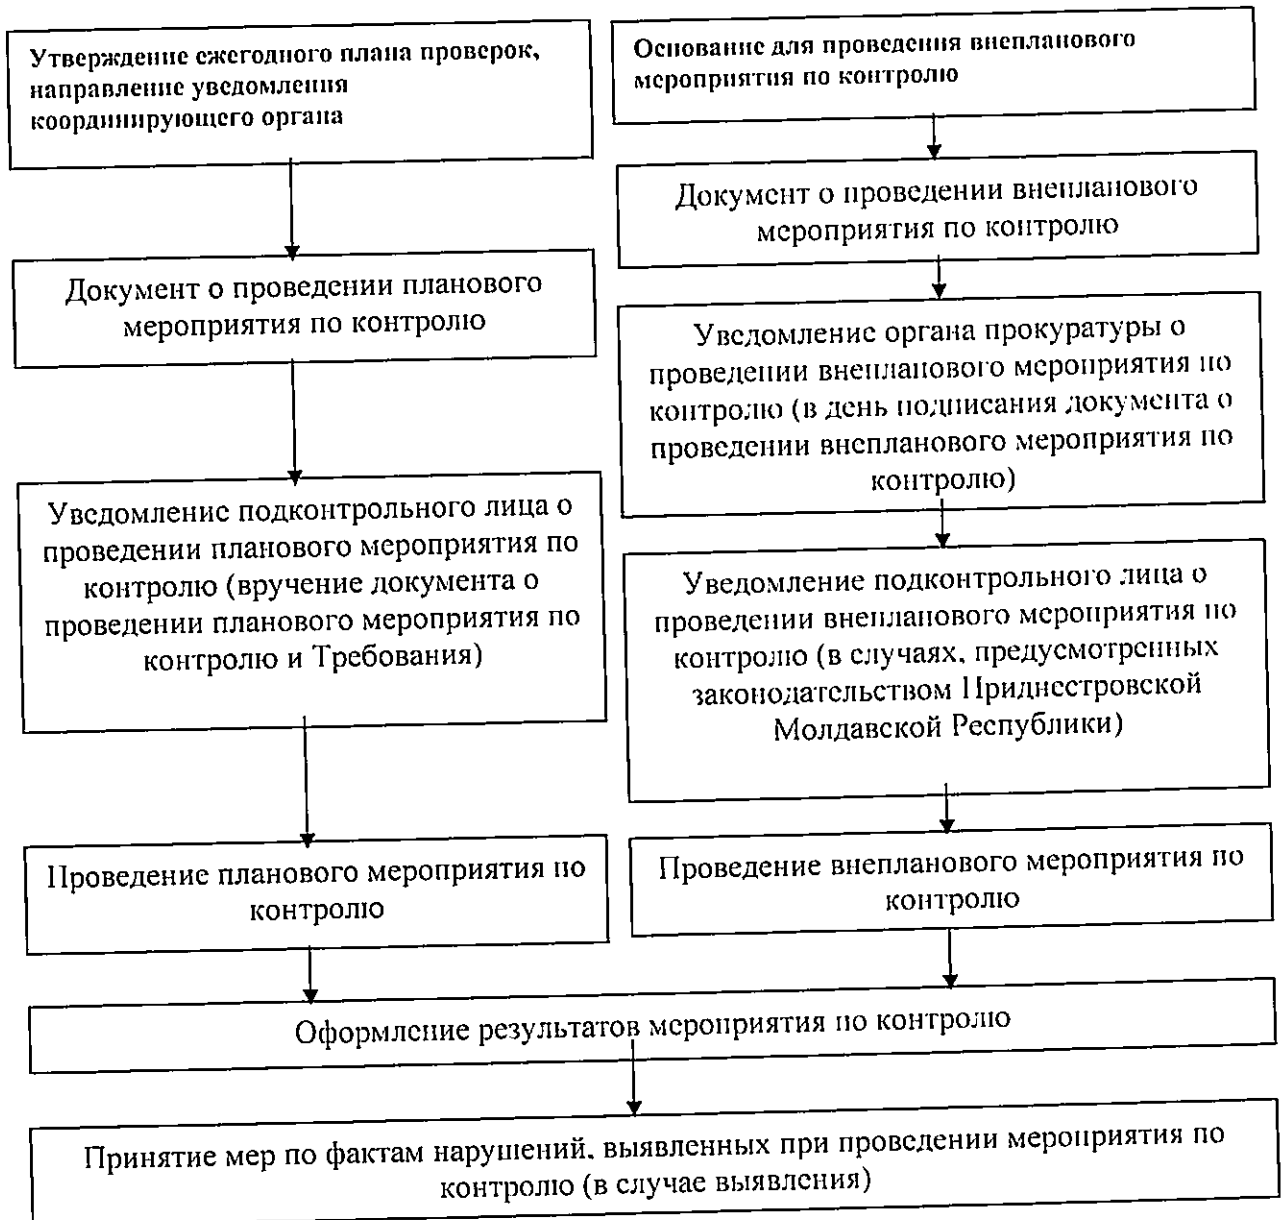 Утверждение ежегодного плана проверок,
направление уведомления
координирующего органа
Документ о проведении планового
мероприятия по контролю
Уведомление подконтрольного лица о
проведении планового мероприятия по
контролю (вручение документа о
проведении планового мероприятия по
контролю и Требования)
Проведение планового мероприятия по
контролю
Основание для проведения внепланового
мероприятия по контролю
Документ о проведении внепланового
мероприятия по контролю
Уведомление органа прокуратуры о
проведении внепланового мероприятия по
контролю (в день подписания документа о
проведении внепланового мероприятия по
контролю)
Уведомление подконтрольного лица о
проведении внепланового мероприятия по
контролю (в случаях, предусмотренных
законодательством Приднестровской
Молдавской Республики)
Проведение внепланового мероприятия по
контролю
Оформление результатов мероприятия по контролю
Принятие мер по фактам нарушений, выявленных при проведении мероприятия по
контролю (в случае выявления)